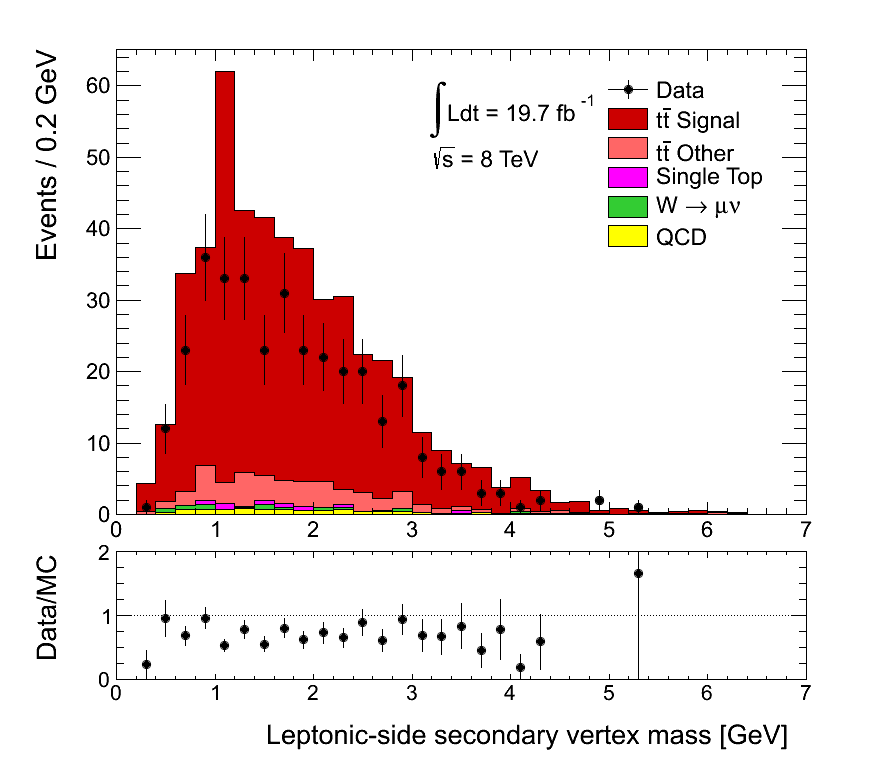 Events / 0.2 GeV
60
50
40
30
20
10
0
∫ Ldt = 19.7 fb⁻¹
√s = 8 TeV
Data
tt̄ Signal
tt̄ Other
Single Top
W → μν
QCD
0 1 2 3 4 5 6 7
Data/MC
2
1
0
0 1 2 3 4 5 6 7
Leptonic-side secondary vertex mass [GeV]